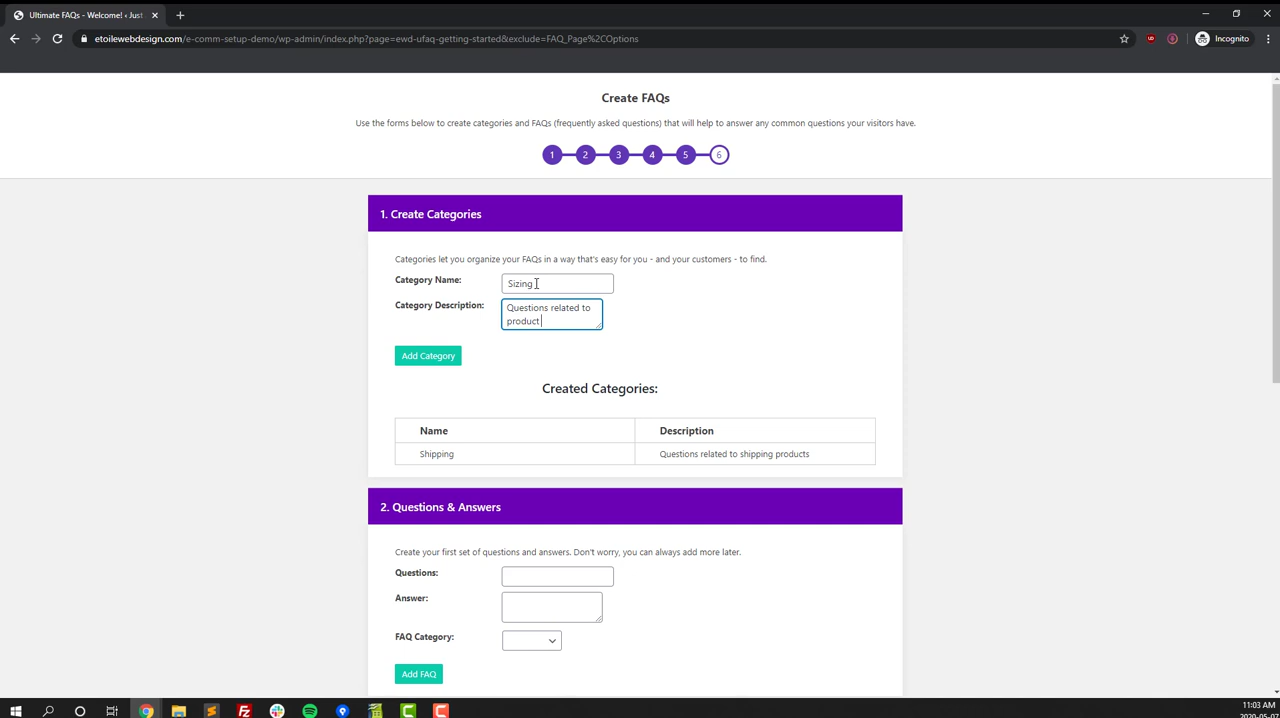 Ultimate FAQs - Welcome! ‹ Just
etoilewebdesign.com/e-comm-setup-demo/wp-admin/index.php?page=ewd-ufaq-getting-started&exclude=FAQ_Page%2COptions
Incognito
Create FAQs
Use the forms below to create categories and FAQs (frequently asked questions) that will help to answer any common questions your visitors have.
1 2 3 4 5 6
1. Create Categories
Categories let you organize your FAQs in a way that's easy for you - and your customers - to find.
Category Name: Sizing
Category Description: Questions related to
product
Add Category
Created Categories:
Name Description
Shipping Questions related to shipping products
2. Questions & Answers
Create your first set of questions and answers. Don't worry, you can always add more later.
Questions:
Answer:
FAQ Category:
Add FAQ
11:03 AM
2020-05-07